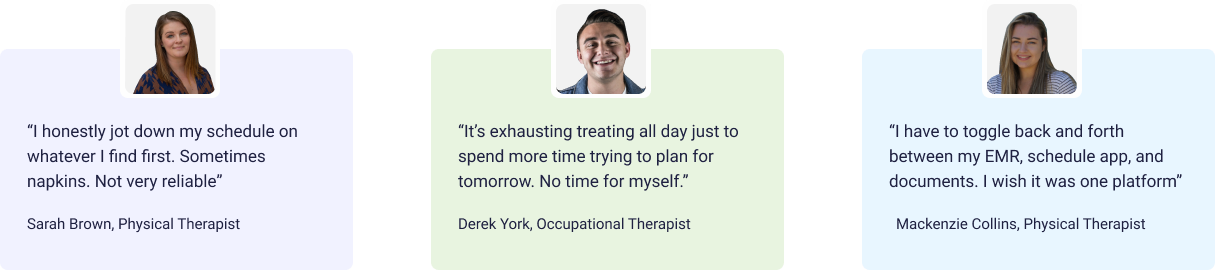 “I honestly jot down my schedule on
whatever I find first. Sometimes
napkins. Not very reliable”
Sarah Brown, Physical Therapist
“It’s exhausting treating all day just to
spend more time trying to plan for
tomorrow. No time for myself.”
Derek York, Occupational Therapist
“I have to toggle back and forth
between my EMR, schedule app, and
documents. I wish it was one platform”
Mackenzie Collins, Physical Therapist